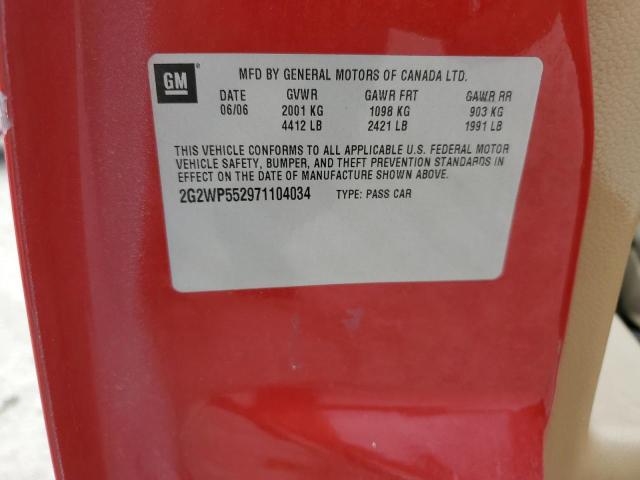 GM
MFD BY GENERAL MOTORS OF CANADA LTD.
DATE GVWR GAWR FRT GAWR RR
06/06 2001 KG 1098 KG 903 KG
4412 LB 2421 LB 1991 LB
THIS VEHICLE CONFORMS TO ALL APPLICABLE U.S. FEDERAL MOTOR
VEHICLE SAFETY, BUMPER, AND THEFT PREVENTION STANDARDS IN
EFFECT ON THE DATE OF MANUFACTURE SHOWN ABOVE.
2G2WP552971104034 TYPE: PASS CAR